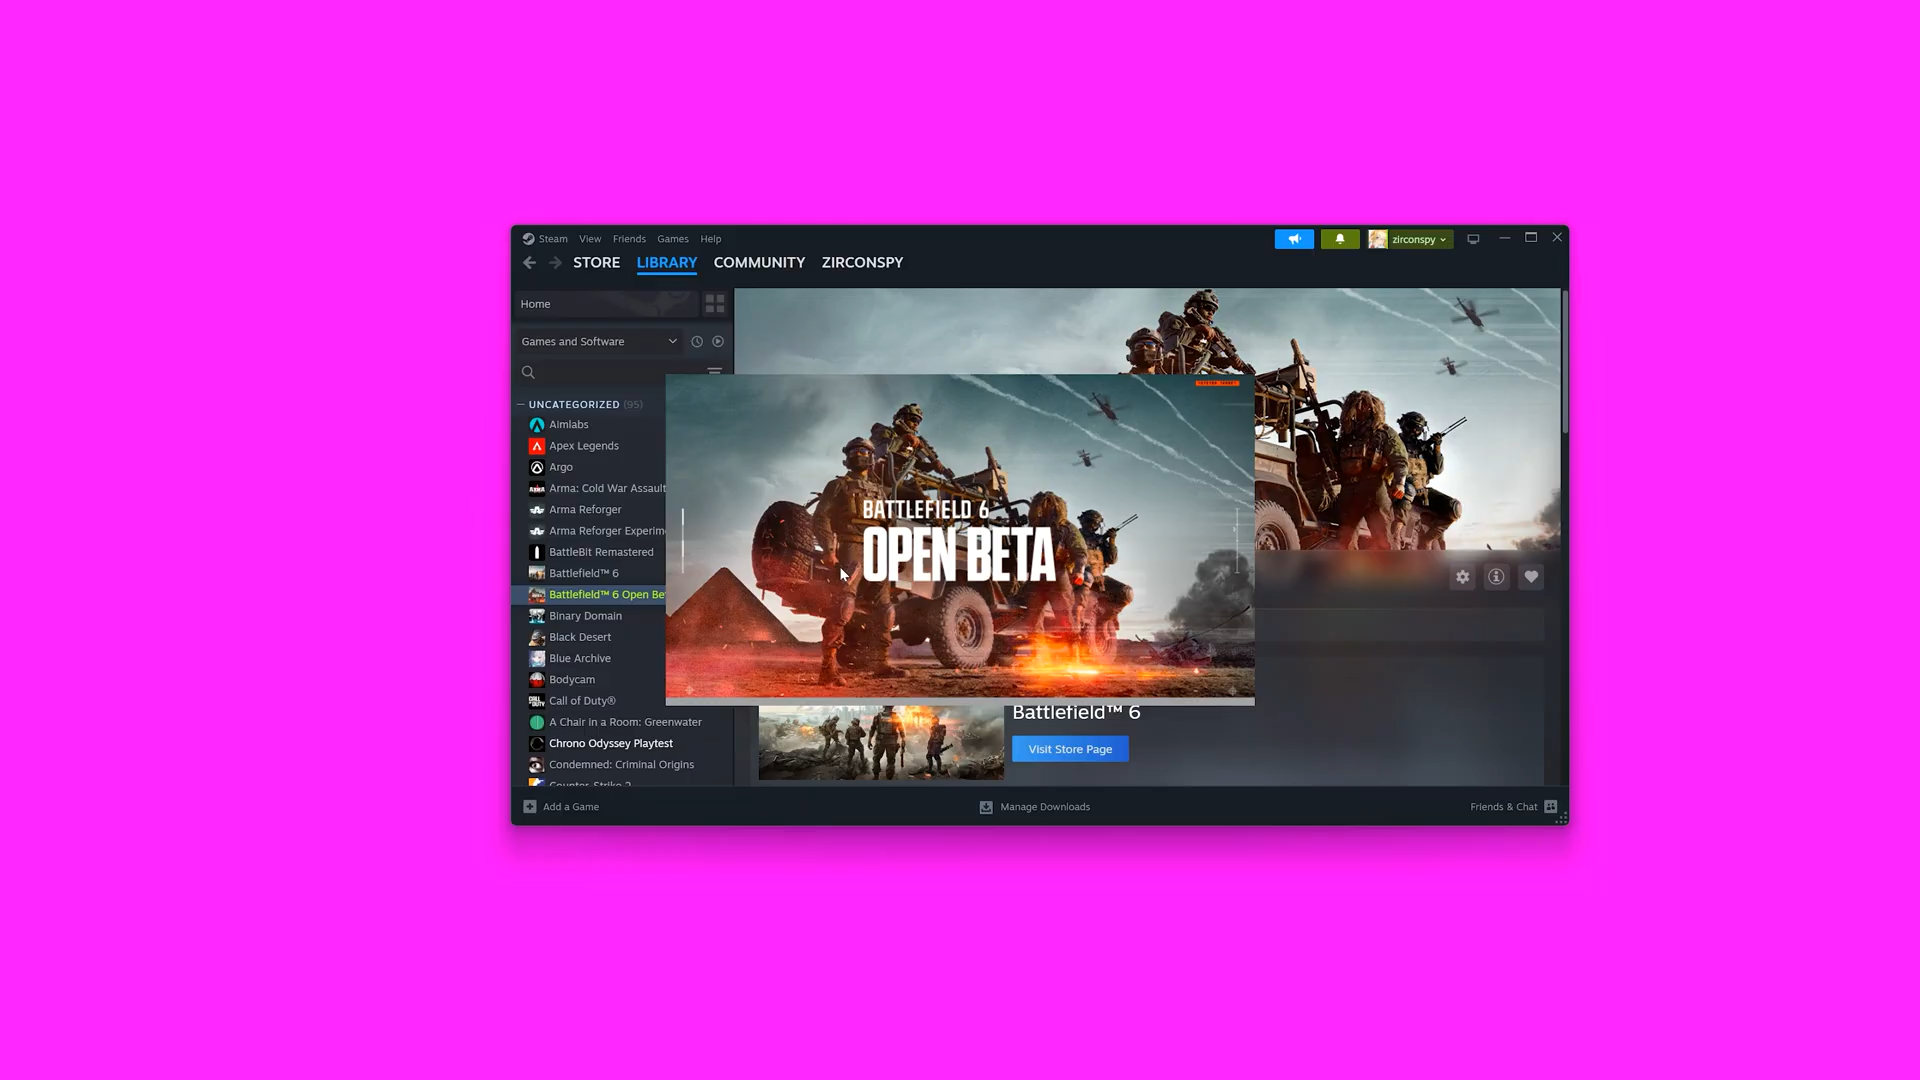 Steam View Friends Games Help
zirconspy
STORE LIBRARY COMMUNITY ZIRCONSPY
Home
Games and Software
UNCATEGORIZED (95)
Aimlabs
Apex Legends
Argo
Arma: Cold War Assault
Arma Reforger
Arma Reforger Experim
BattleBit Remastered
Battlefield™ 6
Battlefield™ 6 Open Be
Binary Domain
Black Desert
Blue Archive
Bodycam
Call of Duty®
A Chair in a Room: Greenwater
Chrono Odyssey Playtest
Condemned: Criminal Origins
Counter-Strike 2
BATTLEFIELD 6
OPEN BETA
Battlefield™ 6
Visit Store Page
Add a Game
Manage Downloads
Friends & Chat